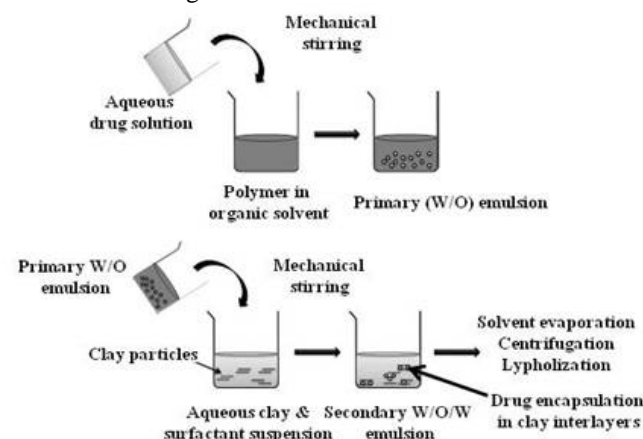 Mechanical
stirring
Aqueous
drug solution
Polymer in
organic solvent
Primary (W/O) emulsion
Primary W/O
emulsion
Mechanical
stirring
Clay particles
Solvent evaporation
Centrifugation
Lypholization
Aqueous clay &
surfactant suspension
Secondary W/O/W
emulsion
Drug encapsulation
in clay interlayers